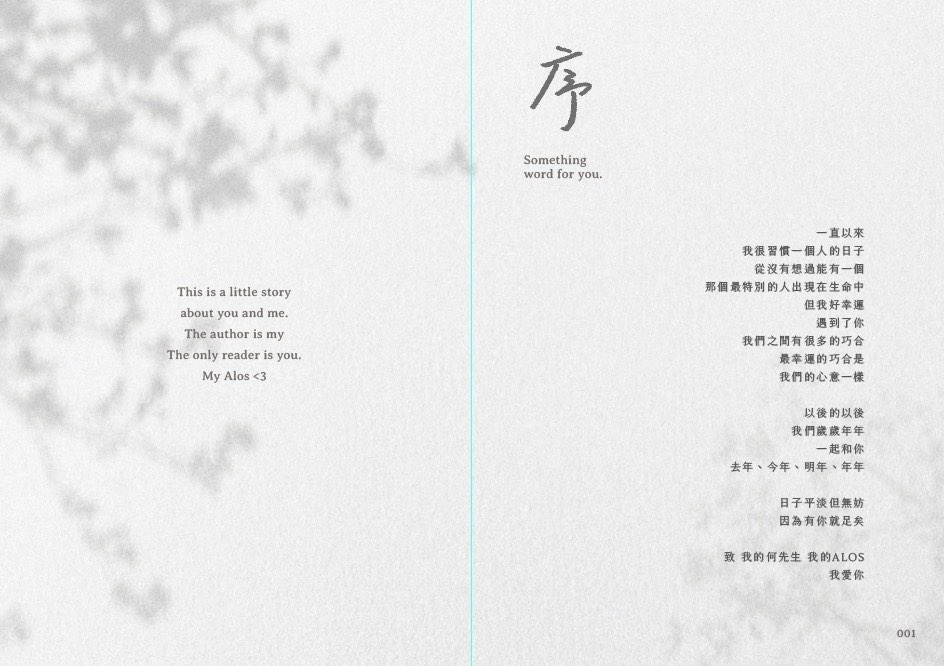 This is a little story
about you and me.
The author is my
The only reader is you.
My Alos <3
序
Something
word for you.
一直以來
我很習慣一個人的日子
從沒有想過能有一個
那個最特別的人出現在生命中
但我好幸運
遇到了你
我們之間有很多的巧合
最幸運的巧合是
我們的心意一樣
以後的以後
我們歲歲年年
一起和你
去年、今年、明年、年年
日子平淡但無妨
因為有你就足矣
致 我的何先生 我的ALOS
我愛你
001